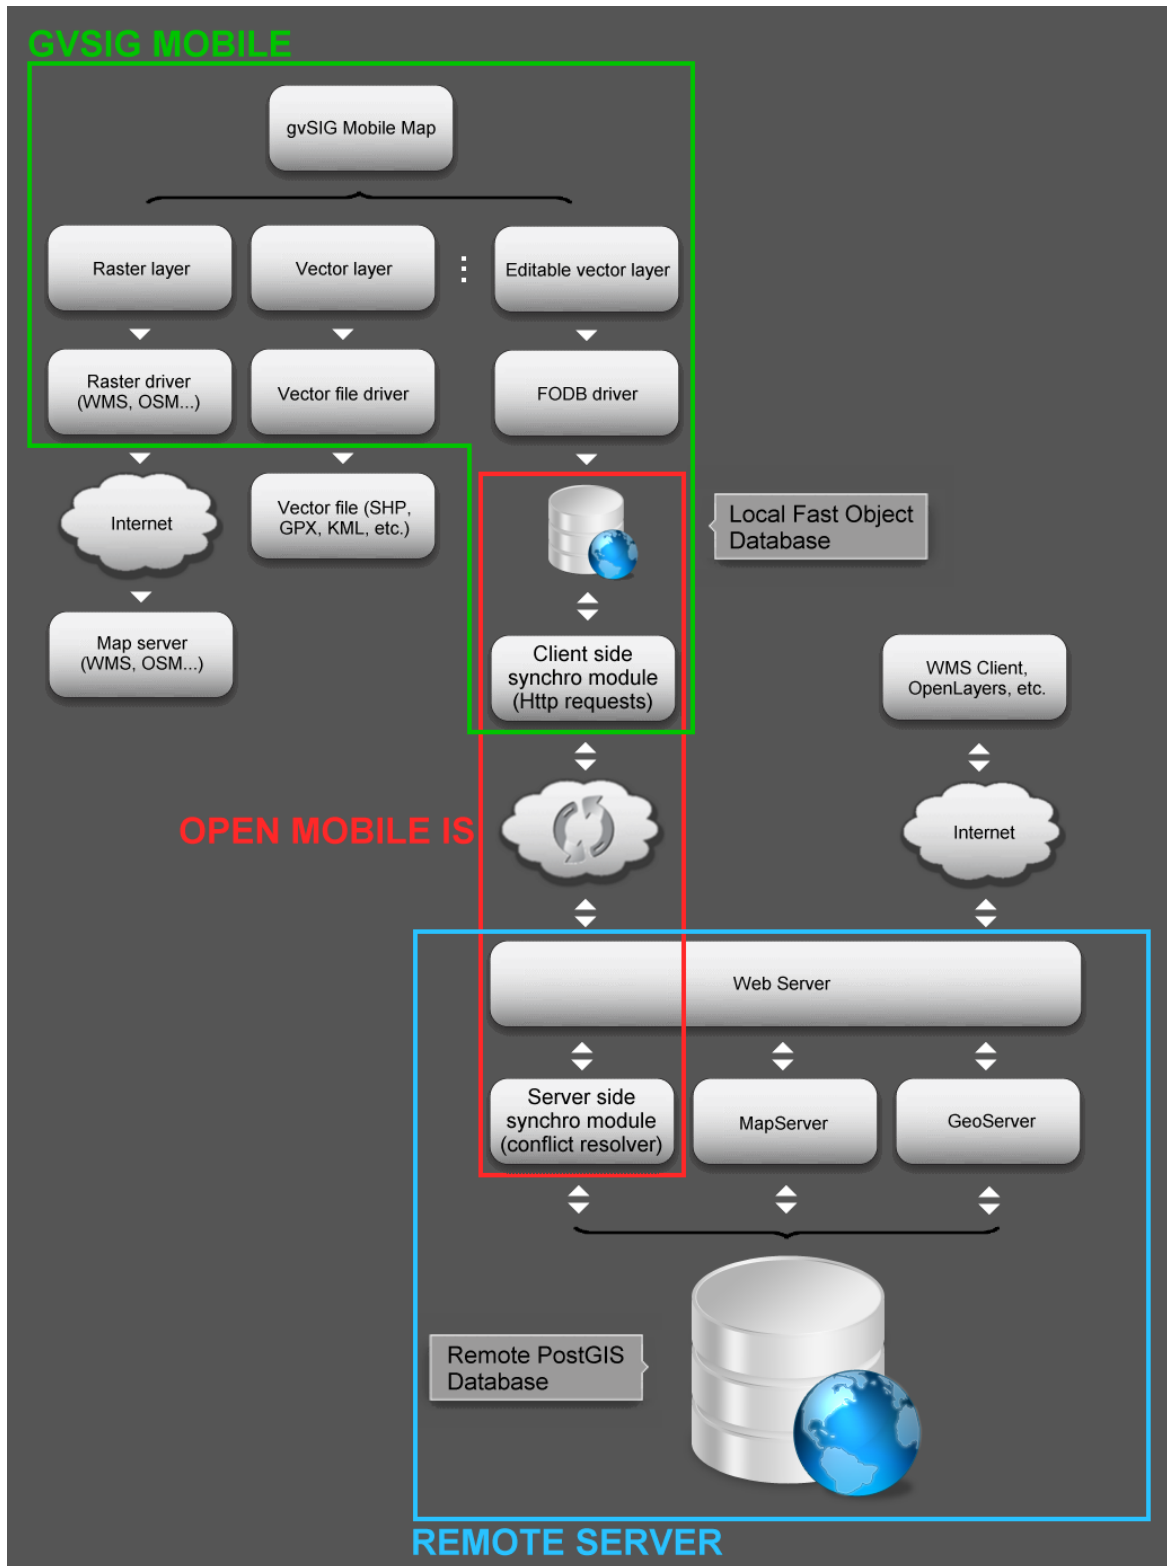 GVSIG MOBILE
gvSIG Mobile Map
Raster layer
Vector layer
Editable vector layer
Raster driver
(WMS, OSM...)
Vector file driver
FODB driver
Internet
Vector file (SHP,
GPX, KML, etc.)
Local Fast Object
Database
Map server
(WMS, OSM...)
Client side
synchro module
(Http requests)
WMS Client,
OpenLayers, etc.
OPEN MOBILE IS
Internet
Web Server
Server side
synchro module
(conflict resolver)
MapServer
GeoServer
Remote PostGIS
Database
REMOTE SERVER